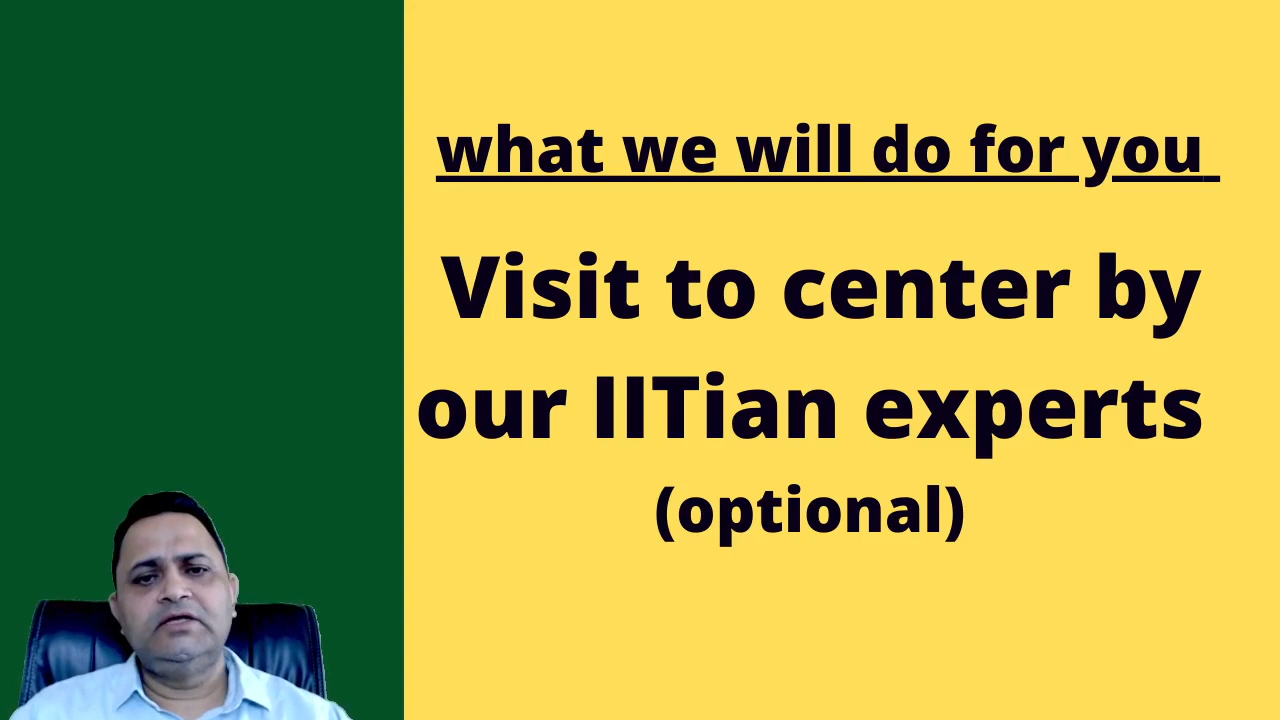 what we will do for you
Visit to center by
our IITian experts
(optional)